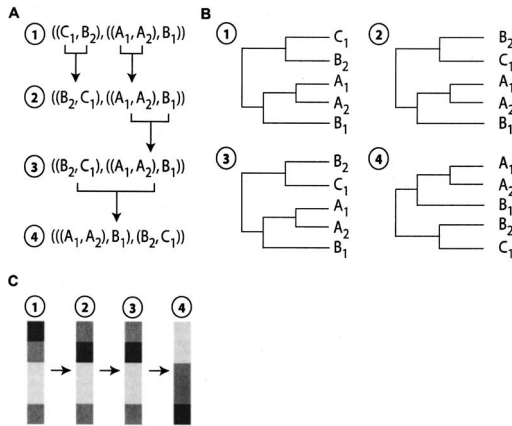 A
① ((C₁,B₂),((A₁,A₂),B₁))
② ((B₂,C₁),((A₁,A₂),B₁))
③ ((B₂,C₁),((A₁,A₂),B₁))
④ (((A₁,A₂),B₁),(B₂,C₁))
B
①
C₁
B₂
A₁
A₂
B₁
②
B₂
C₁
A₁
A₂
B₁
③
B₂
C₁
A₁
A₂
B₁
④
A₁
A₂
B₁
B₂
C₁
C
① ② ③ ④